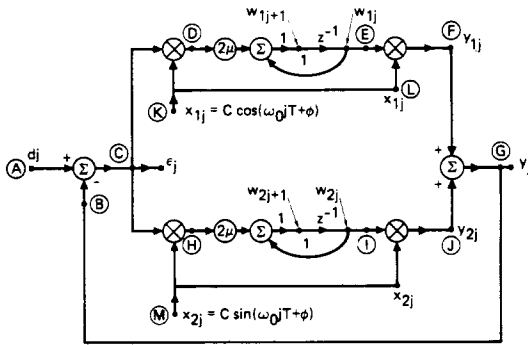 w₁ⱼ₊₁ w₁ⱼ
D 2μ Σ 1 z⁻¹ 1 E F y₁ⱼ
K x₁ⱼ = C cos(ω₀jT+φ) L x₁ⱼ
A dⱼ + Σ - C εⱼ + Σ + G yⱼ
B
w₂ⱼ₊₁ w₂ⱼ
H 2μ Σ 1 z⁻¹ 1 I J y₂ⱼ
M x₂ⱼ = C sin(ω₀jT+φ) x₂ⱼ